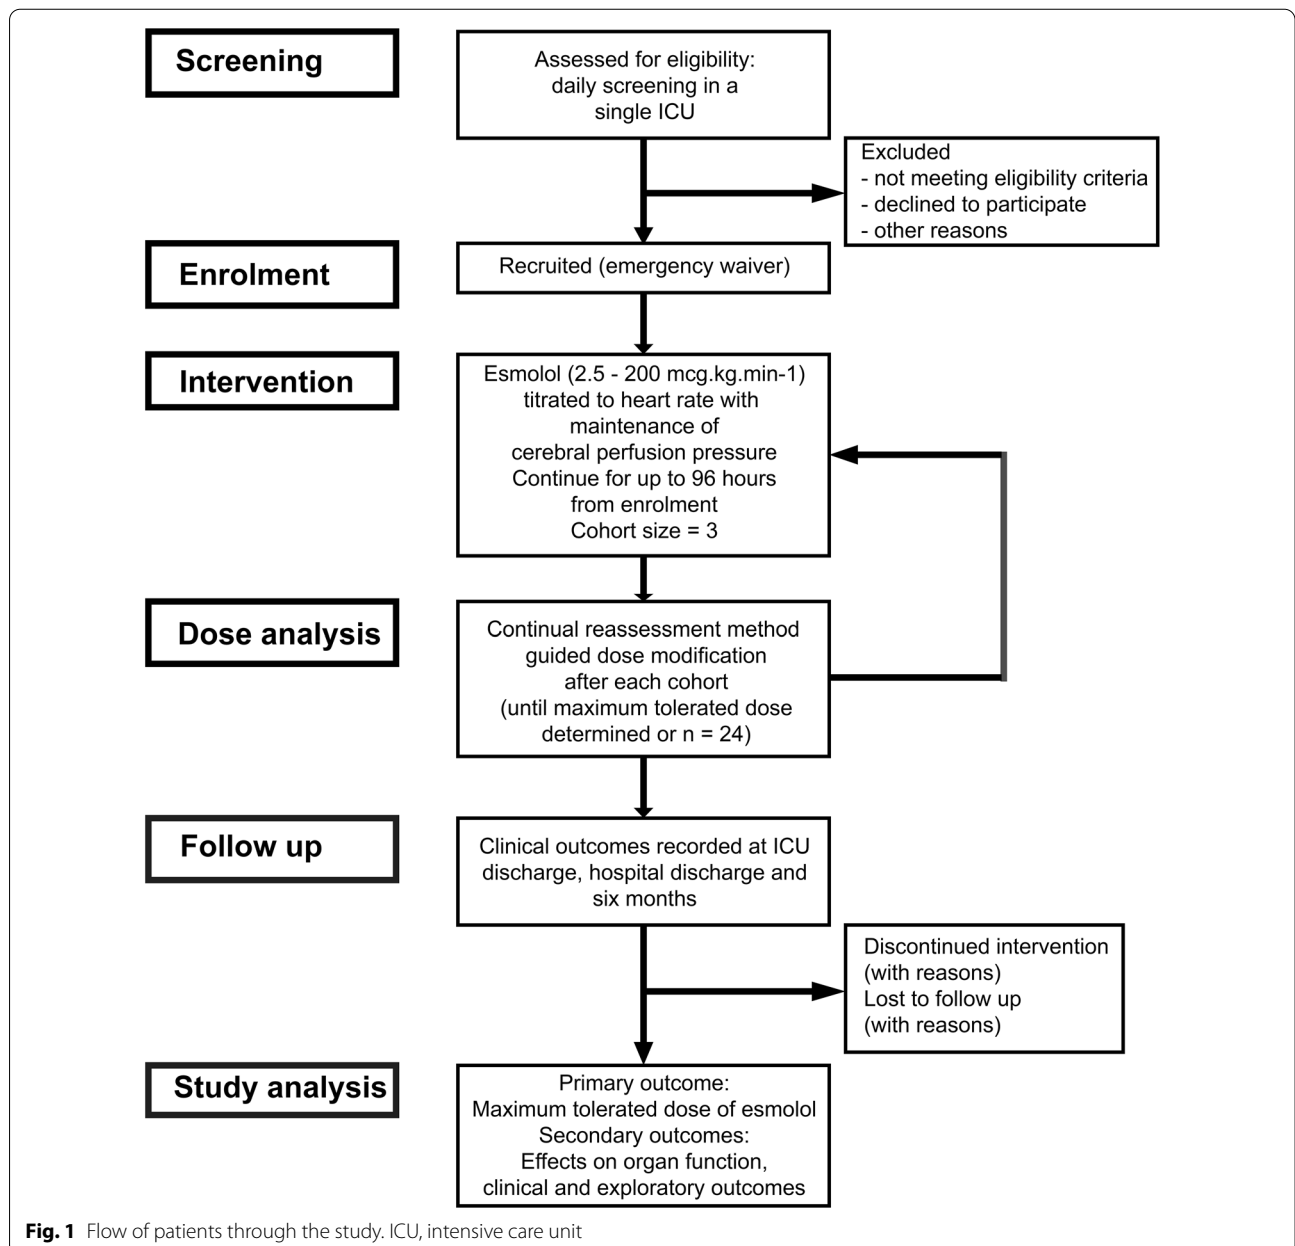 Screening
Assessed for eligibility:
daily screening in a
single ICU
Excluded
- not meeting eligibility criteria
- declined to participate
- other reasons
Enrolment
Recruited (emergency waiver)
Intervention
Esmolol (2.5 - 200 mcg.kg.min-1)
titrated to heart rate with
maintenance of
cerebral perfusion pressure
Continue for up to 96 hours
from enrolment
Cohort size = 3
Dose analysis
Continual reassessment method
guided dose modification
after each cohort
(until maximum tolerated dose
determined or n = 24)
Follow up
Clinical outcomes recorded at ICU
discharge, hospital discharge and
six months
Discontinued intervention
(with reasons)
Lost to follow up
(with reasons)
Study analysis
Primary outcome:
Maximum tolerated dose of esmolol
Secondary outcomes:
Effects on organ function,
clinical and exploratory outcomes
Fig. 1 Flow of patients through the study. ICU, intensive care unit